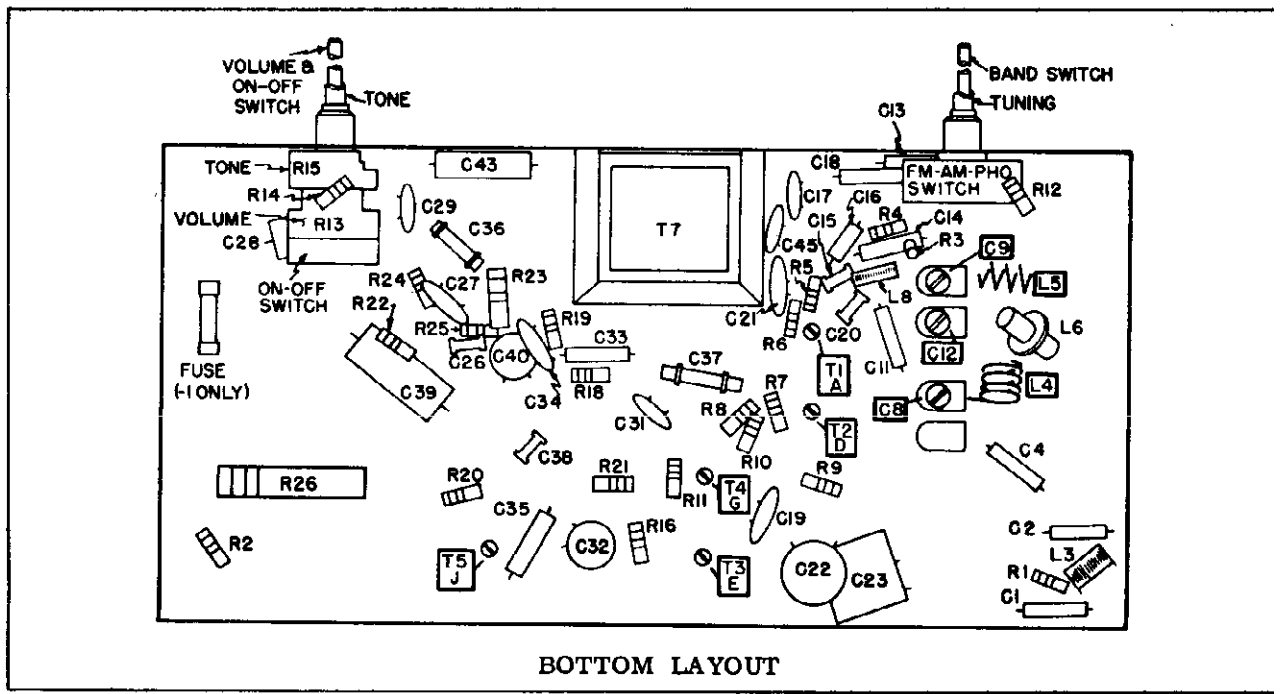 VOLUME &
ON-OFF
SWITCH
TONE
BAND SWITCH
TUNING
C13
TONE
R15
C43
C18
FM-AM-PHO
SWITCH
R12
R14
C17
C16
VOLUME
R13
C29
C36
T7
C15
R4
C14
C28
C45
R3
C9
R24
C27
R23
R5
L5
ON-OFF
SWITCH
L8
R22
R25
R19
C21
R6
C20
L6
C26
C40
C33
C37
C11
C12
FUSE
(-1 ONLY)
C39
R18
T1
A
R7
L4
C34
C31
R8
C8
T2
D
R10
C38
C4
R26
R20
R21
R11
T4
G
R9
C35
C19
R2
R16
C2
T5
J
C32
T3
E
C22
C23
L3
R1
C1
BOTTOM LAYOUT